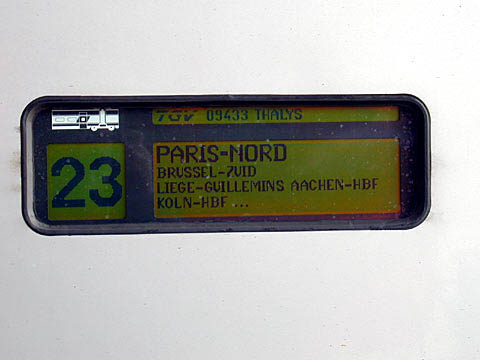 TGV 09433 THALYS
23
PARIS-NORD
BRUSSEL-ZUID
LIEGE-GUILLEMINS AACHEN-HBF
KOLN-HBF ...